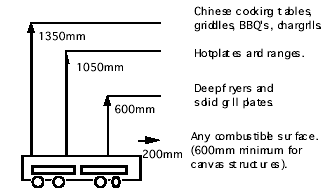 Chinese cooking tables,
griddles, BBQ's, chargrills.
1350mm
Hotplates and ranges.
1050mm
Deepfryers and
solid grill plates.
600mm
Any combustible surface.
(600mm minimum for
canvas structures).
200mm